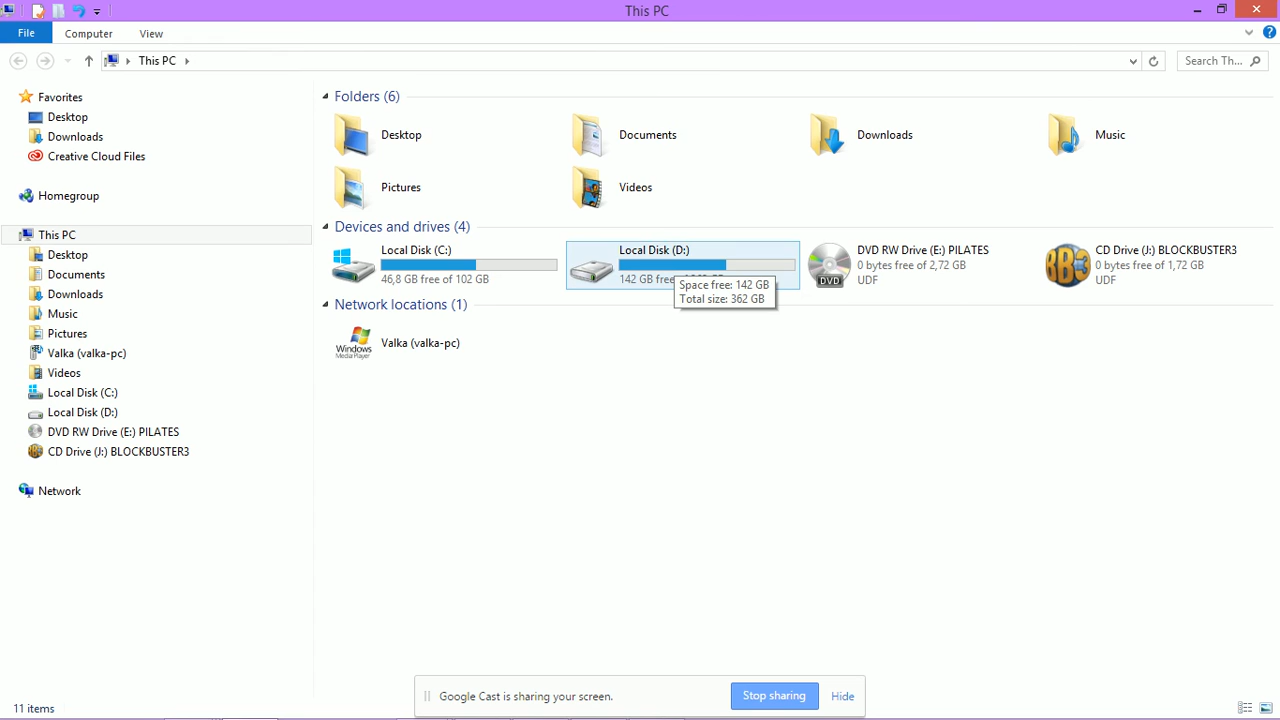 This PC
File Computer View
This PC
Search Th...
Favorites
Desktop
Downloads
Creative Cloud Files
Homegroup
This PC
Desktop
Documents
Downloads
Music
Pictures
Valka (valka-pc)
Videos
Local Disk (C:)
Local Disk (D:)
DVD RW Drive (E:) PILATES
CD Drive (J:) BLOCKBUSTER3
Network
Folders (6)
Desktop
Documents
Downloads
Music
Pictures
Videos
Devices and drives (4)
Local Disk (C:)
46,8 GB free of 102 GB
Local Disk (D:)
142 GB free
Space free: 142 GB
Total size: 362 GB
DVD
DVD RW Drive (E:) PILATES
0 bytes free of 2,72 GB
UDF
CD Drive (J:) BLOCKBUSTER3
0 bytes free of 1,72 GB
UDF
Network locations (1)
Windows
Media Player
Valka (valka-pc)
Google Cast is sharing your screen.
Stop sharing
Hide
11 items